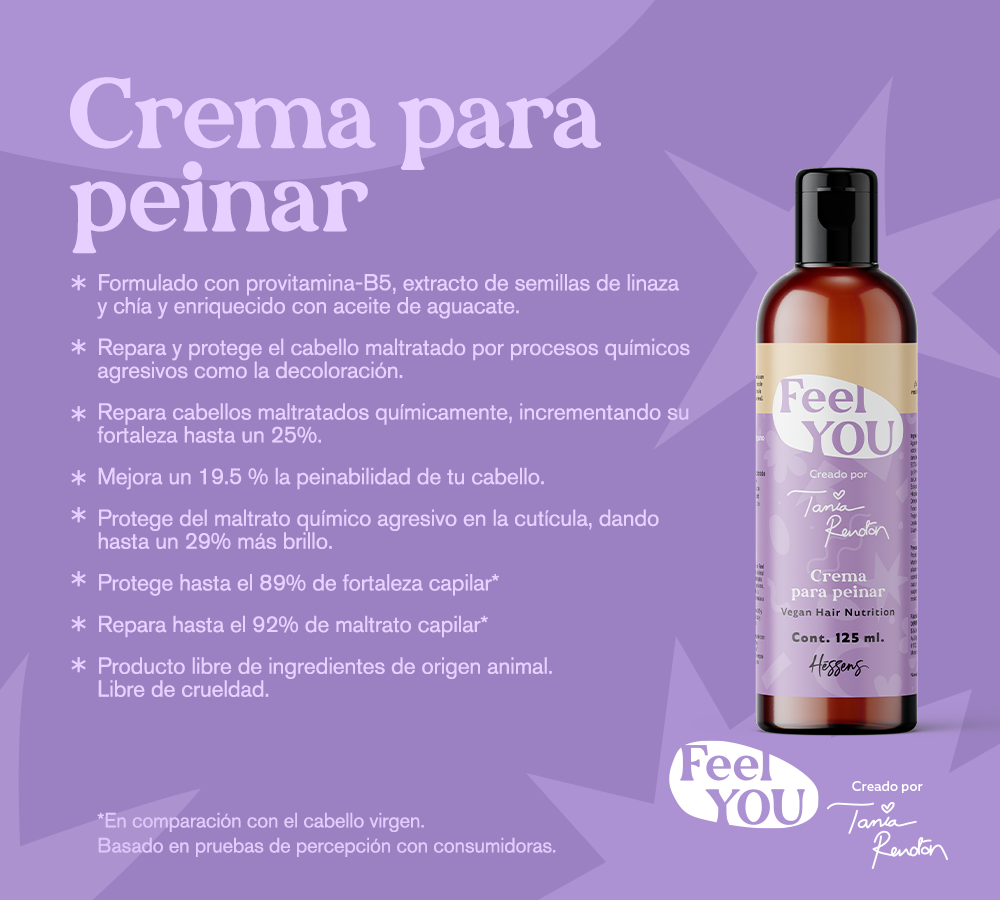 Crema para
peinar
* Formulado con provitamina-B5, extracto de semillas de linaza
y chía y enriquecido con aceite de aguacate.
* Repara y protege el cabello maltratado por procesos químicos
agresivos como la decoloración.
* Repara cabellos maltratados químicamente, incrementando su
fortaleza hasta un 25%.
* Mejora un 19.5 % la peinabilidad de tu cabello.
* Protege del maltrato químico agresivo en la cutícula, dando
hasta un 29% más brillo.
* Protege hasta el 89% de fortaleza capilar*
* Repara hasta el 92% de maltrato capilar*
* Producto libre de ingredientes de origen animal.
Libre de crueldad.
*En comparación con el cabello virgen.
Basado en pruebas de percepción con consumidoras.
Feel
YOU
Creado por
Tania
Rendón
Crema
para peinar
Vegan Hair Nutrition
Cont. 125 ml.
Hëssens
Feel
YOU
Creado por
Tania
Rendón